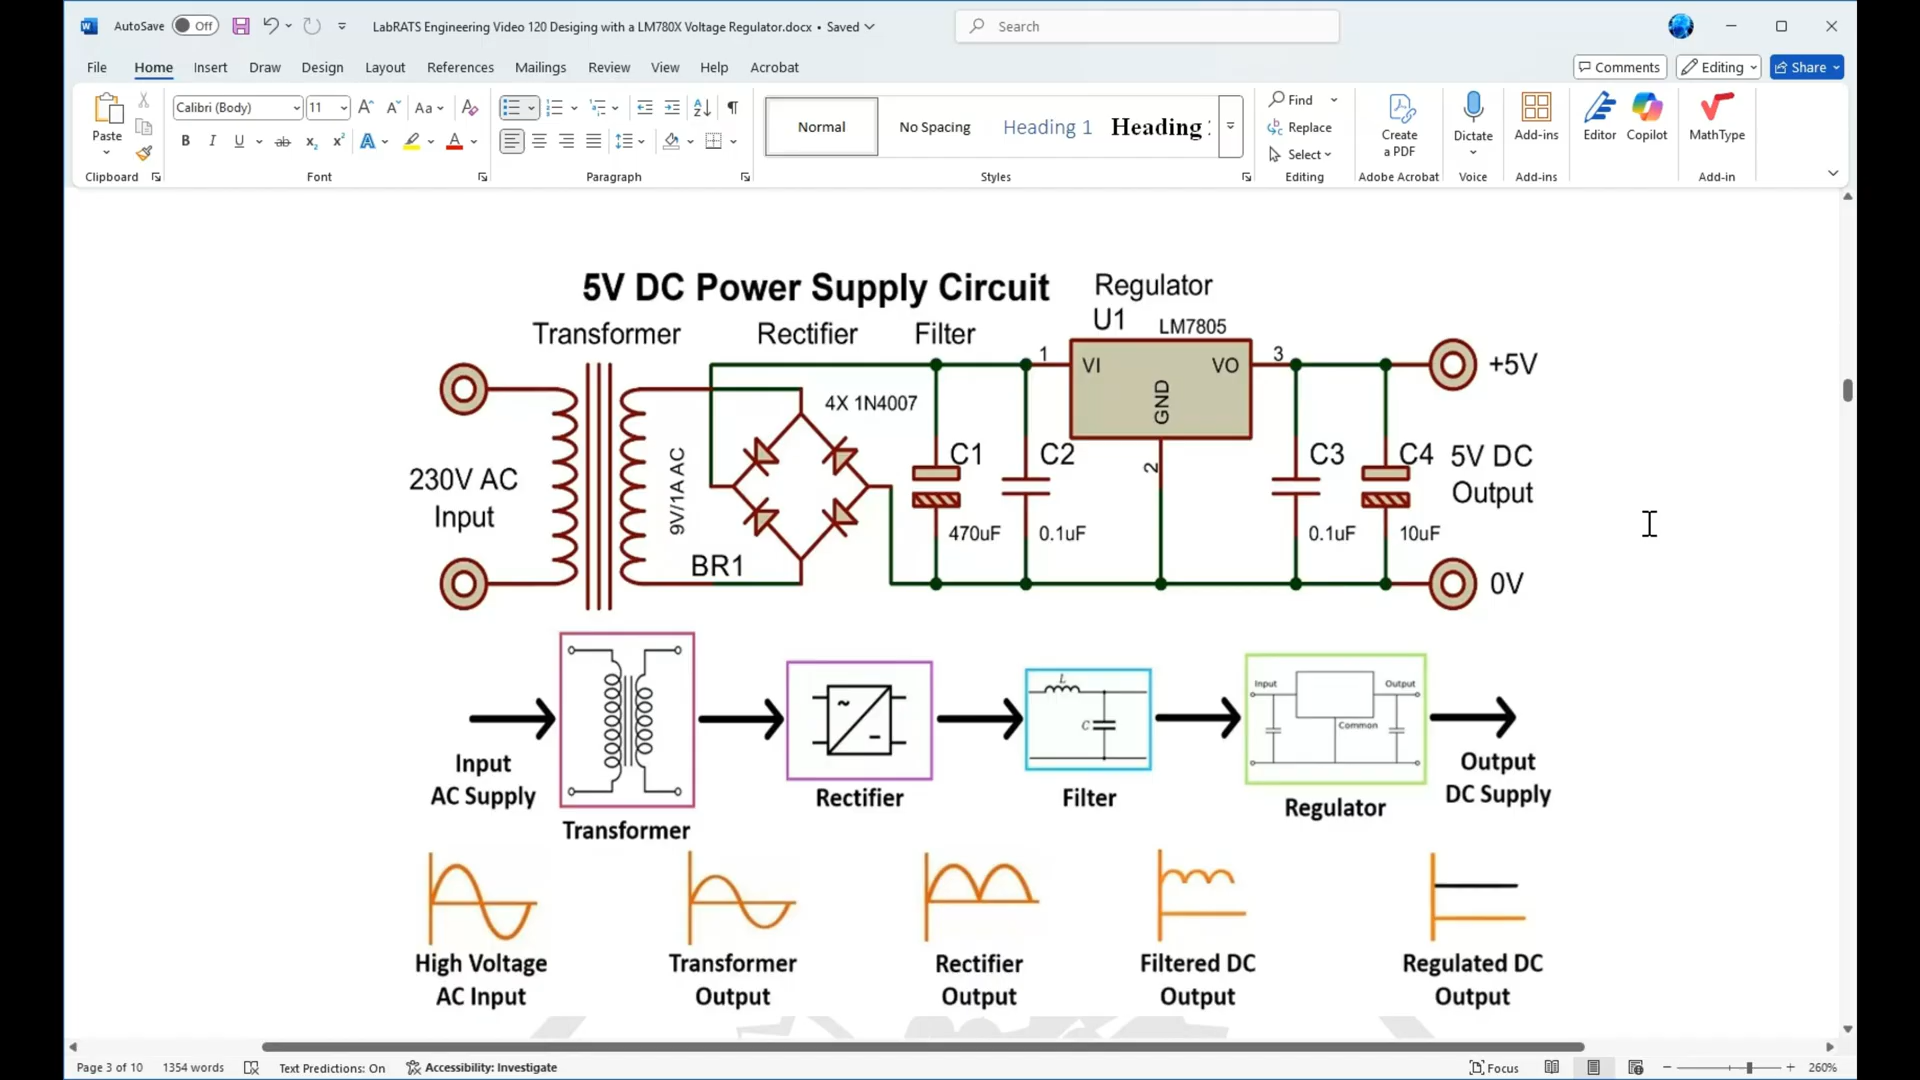 AutoSave Off LabRATS Engineering Video 120 Desiging with a LM780X Voltage Regulator.docx • Saved Search
File Home Insert Draw Design Layout References Mailings Review View Help Acrobat Comments Editing Share
Paste Calibri (Body) 11 Normal No Spacing Heading 1 Heading Find Replace Select Create a PDF Dictate Add-ins Editor Copilot MathType
Clipboard Font Paragraph Styles Editing Adobe Acrobat Voice Add-ins Add-in
5V DC Power Supply Circuit Regulator
U1 LM7805
Transformer Rectifier Filter
1 VI VO 3 +5V
GND
4X 1N4007
230V AC
Input
9V/1A AC
C1 C2 2 C3 C4
5V DC
Output
470uF 0.1uF 0.1uF 10uF
BR1
0V
L
C
Input Output
Common
~
−
Input
AC Supply
Transformer
Rectifier
Filter
Regulator
Output
DC Supply
High Voltage
AC Input
Transformer
Output
Rectifier
Output
Filtered DC
Output
Regulated DC
Output
Page 3 of 10 1354 words Text Predictions: On Accessibility: Investigate Focus 260%